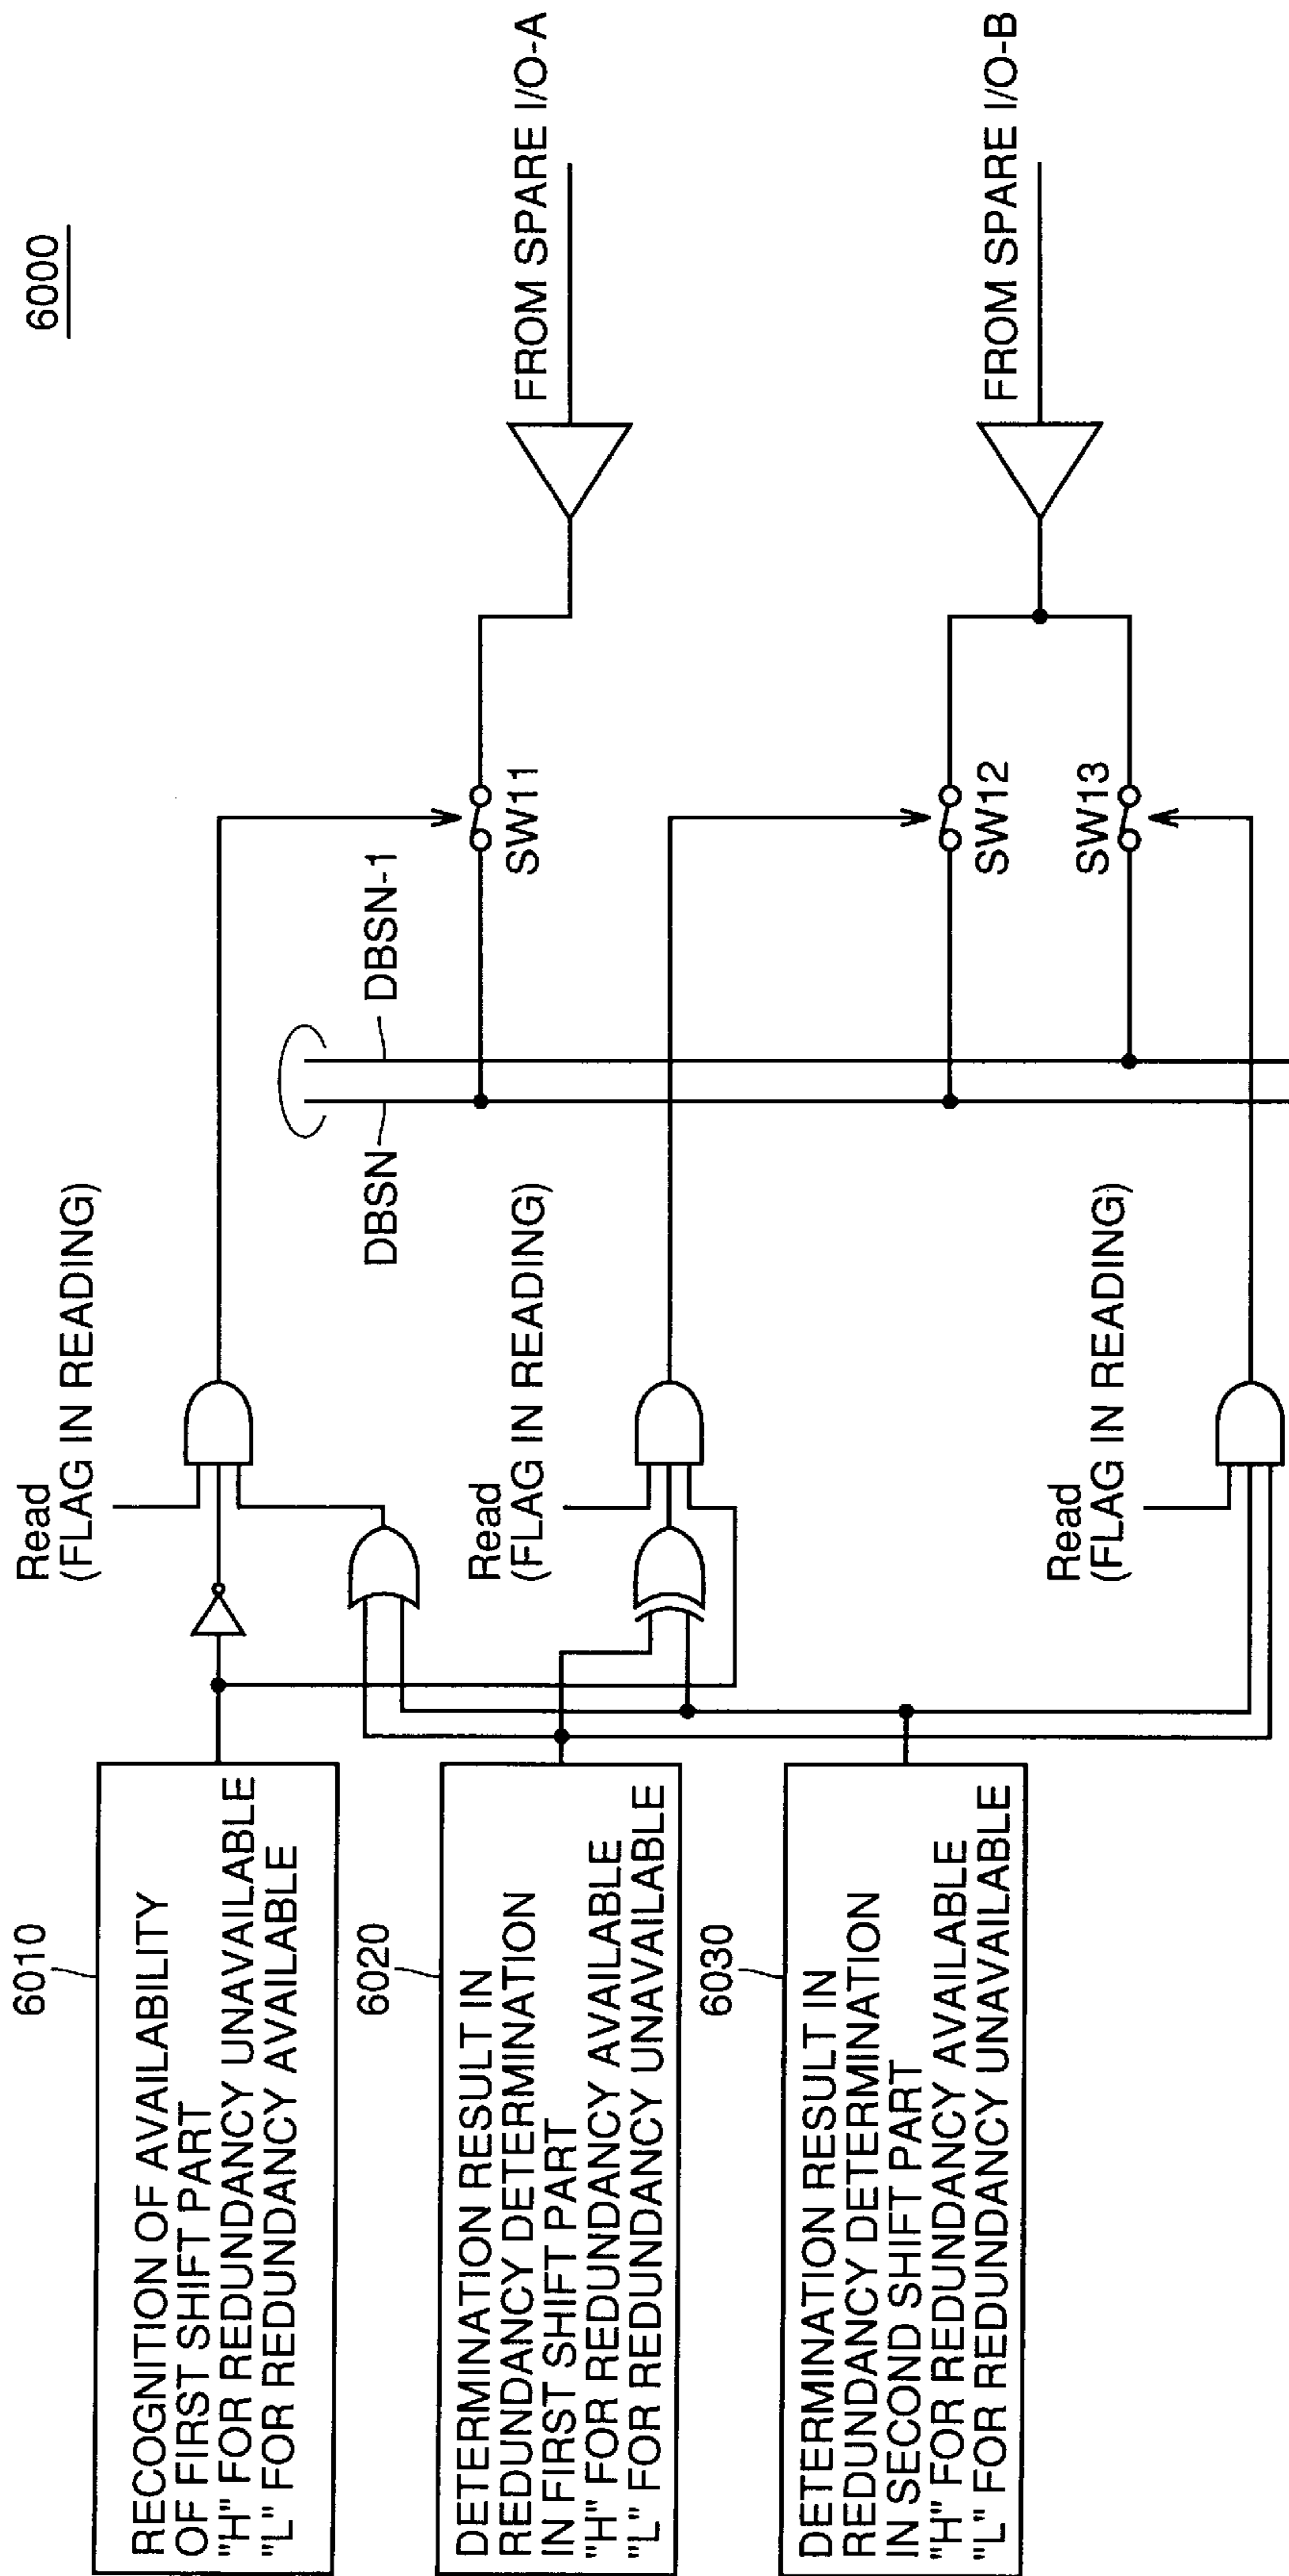 6000
6010
RECOGNITION OF AVAILABILITY
OF FIRST SHIFT PART
"H" FOR REDUNDANCY UNAVAILABLE
"L" FOR REDUNDANCY AVAILABLE
Read
(FLAG IN READING)
6020
DETERMINATION RESULT IN
REDUNDANCY DETERMINATION
IN FIRST SHIFT PART
"H" FOR REDUNDANCY AVAILABLE
"L" FOR REDUNDANCY UNAVAILABLE
DBSN
DBSN-1
Read
(FLAG IN READING)
SW11
FROM SPARE I/O-A
6030
DETERMINATION RESULT IN
REDUNDANCY DETERMINATION
IN SECOND SHIFT PART
"H" FOR REDUNDANCY AVAILABLE
"L" FOR REDUNDANCY UNAVAILABLE
SW12
FROM SPARE I/O-B
Read
(FLAG IN READING)
SW13